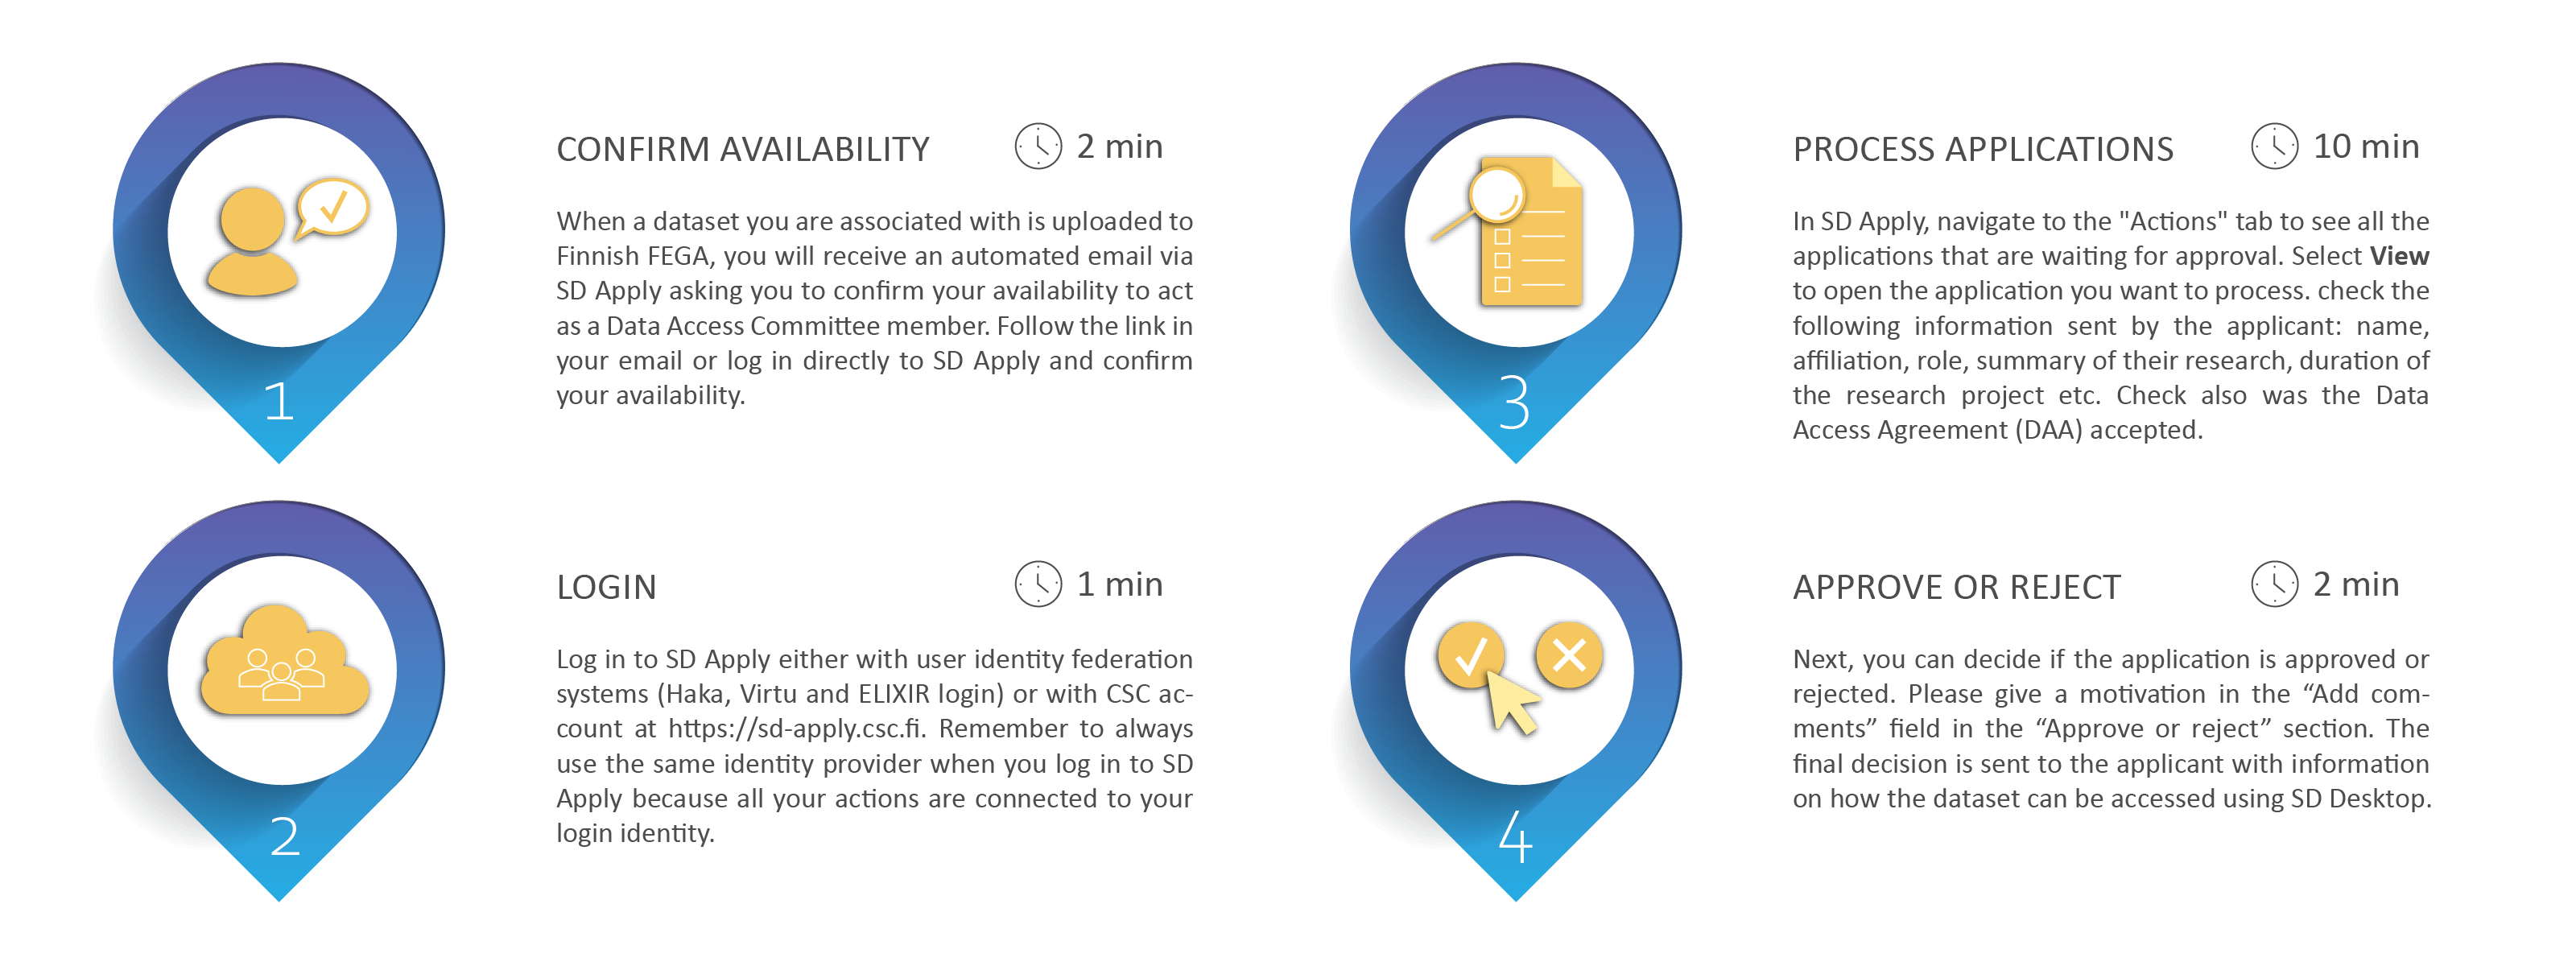 CONFIRM AVAILABILITY
2 min
When a dataset you are associated with is uploaded to
Finnish FEGA, you will receive an automated email via
SD Apply asking you to confirm your availability to act
as a Data Access Committee member. Follow the link in
your email or log in directly to SD Apply and confirm
your availability.
1
LOGIN
1 min
Log in to SD Apply either with user identity federation
systems (Haka, Virtu and ELIXIR login) or with CSC ac-
count at https://sd-apply.csc.fi. Remember to always
use the same identity provider when you log in to SD
Apply because all your actions are connected to your
login identity.
2
PROCESS APPLICATIONS
10 min
In SD Apply, navigate to the "Actions" tab to see all the
applications that are waiting for approval. Select View
to open the application you want to process. check the
following information sent by the applicant: name,
affiliation, role, summary of their research, duration of
the research project etc. Check also was the Data
Access Agreement (DAA) accepted.
3
APPROVE OR REJECT
2 min
Next, you can decide if the application is approved or
rejected. Please give a motivation in the “Add com-
ments” field in the “Approve or reject” section. The
final decision is sent to the applicant with information
on how the dataset can be accessed using SD Desktop.
4